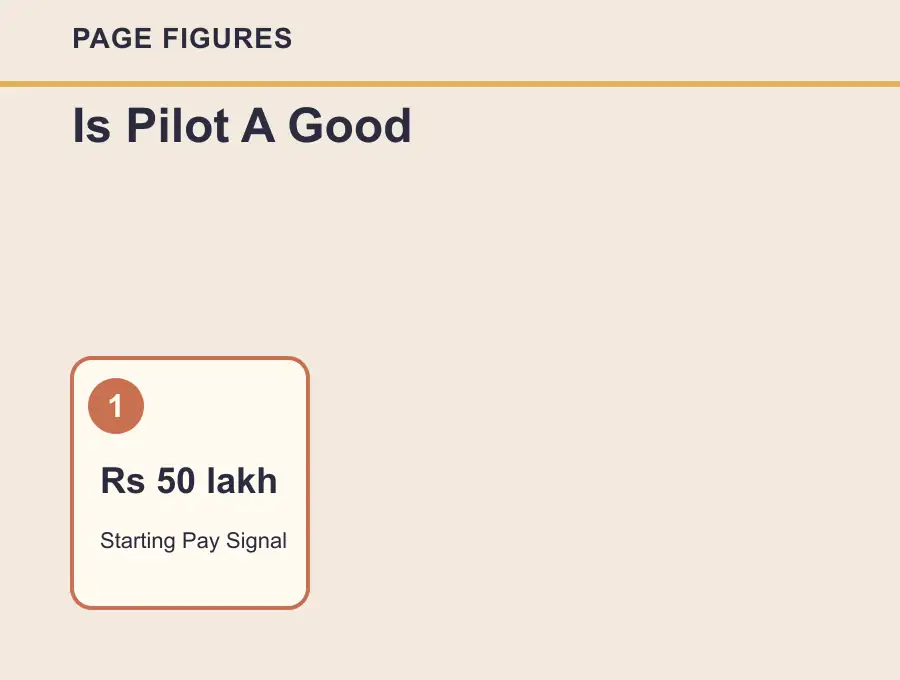 PAGE FIGURES
Is Pilot A Good
1
Rs 50 lakh
Starting Pay Signal